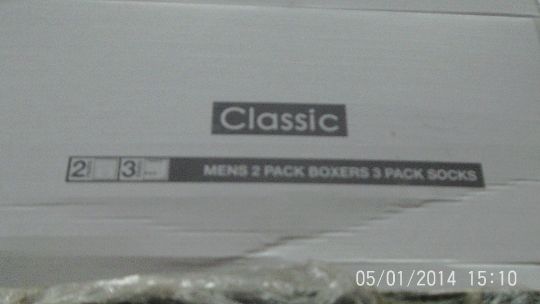 Classic
2 3 MENS 2 PACK BOXERS 3 PACK SOCKS
05/01/2014 15:10